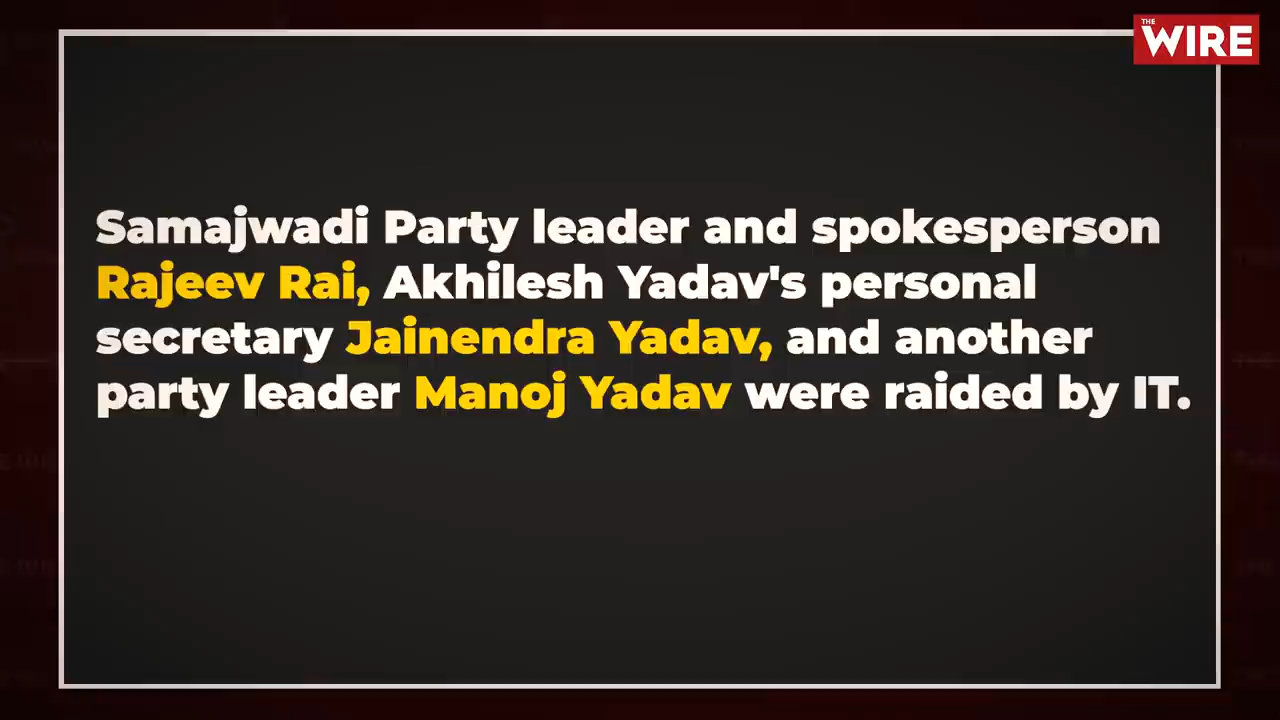 THE
WIRE
Samajwadi Party leader and spokesperson
Rajeev Rai, Akhilesh Yadav's personal
secretary Jainendra Yadav, and another
party leader Manoj Yadav were raided by IT.